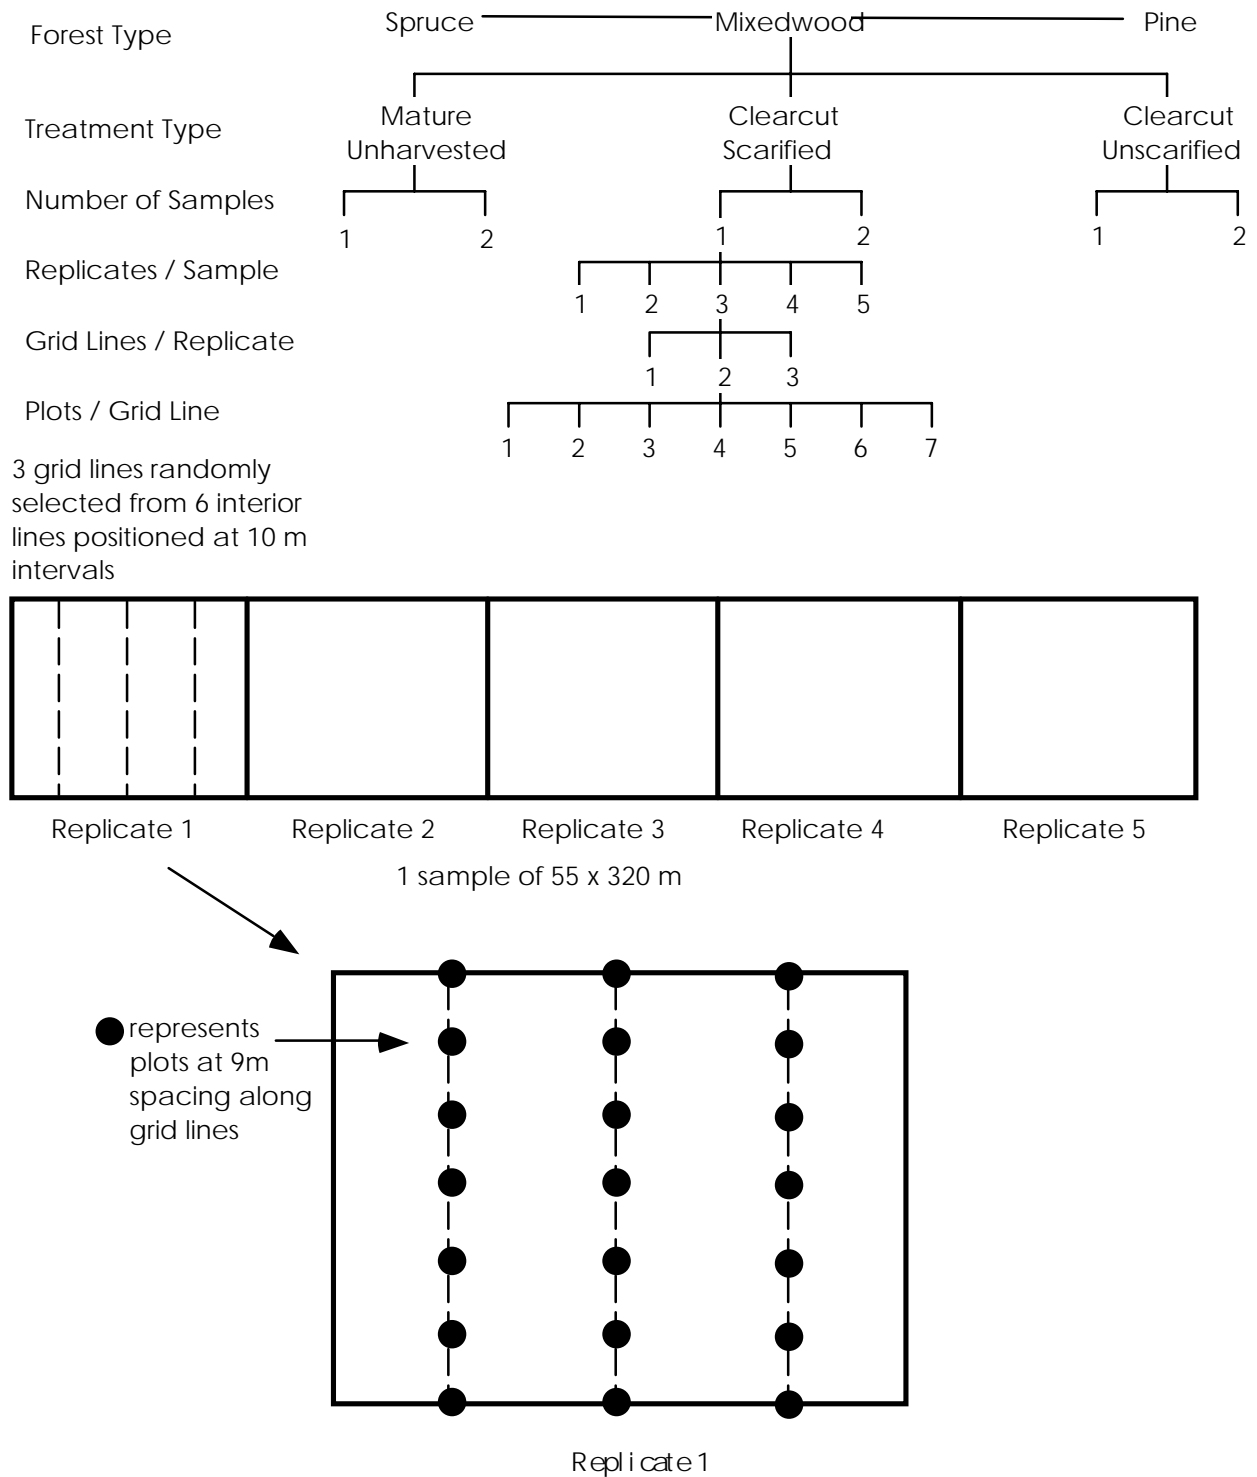 Forest Type
Spruce
Mixedwood
Pine
Treatment Type
Mature
Unharvested
Clearcut
Scarified
Clearcut
Unscarified
Number of Samples
1 2 1 2 1 2
Replicates / Sample
1 2 3 4 5
Grid Lines / Replicate
1 2 3
Plots / Grid Line
1 2 3 4 5 6 7
3 grid lines randomly
selected from 6 interior
lines positioned at 10 m
intervals
Replicate 1 Replicate 2 Replicate 3 Replicate 4 Replicate 5
1 sample of 55 x 320 m
represents
plots at 9m
spacing along
grid lines
Replicate 1